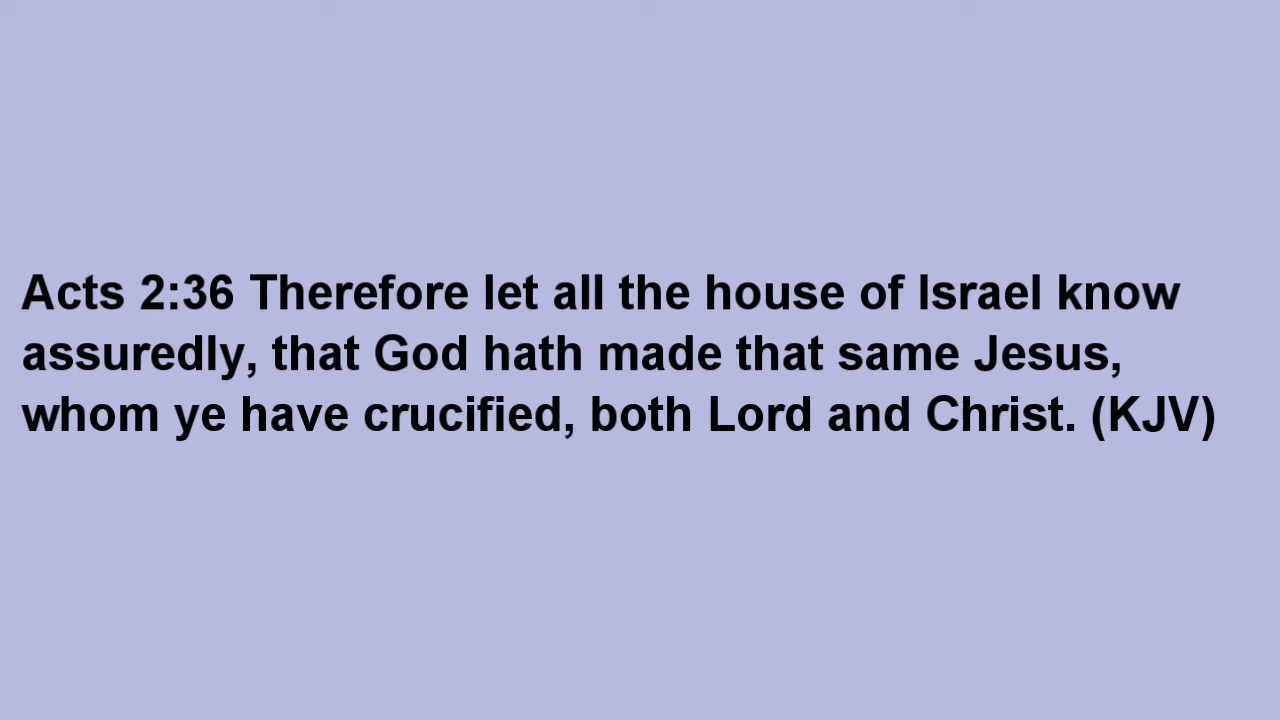 Acts 2:36 Therefore let all the house of Israel know
assuredly, that God hath made that same Jesus,
whom ye have crucified, both Lord and Christ. (KJV)